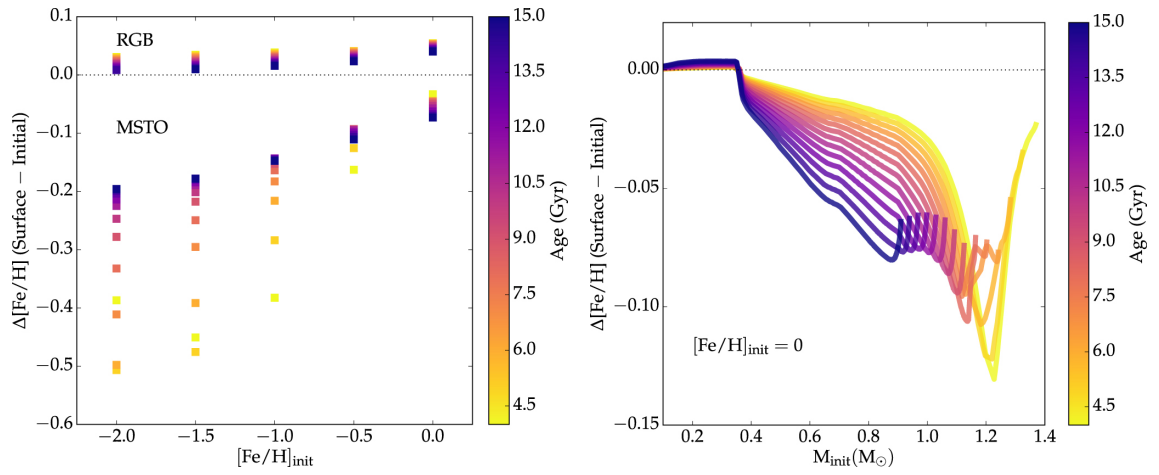 0.1
0.0
−0.1
−0.2
−0.3
−0.4
−0.5
−0.6
Δ[Fe/H] (Surface − Initial)
RGB
MSTO
−2.0 −1.5 −1.0 −0.5 0.0
[Fe/H]init
15.0
13.5
12.0
10.5
9.0
7.5
6.0
4.5
Age (Gyr)
0.00
−0.05
−0.10
−0.15
Δ[Fe/H] (Surface − Initial)
[Fe/H]init = 0
0.2 0.4 0.6 0.8 1.0 1.2 1.4
Minit(M⊙)
15.0
13.5
12.0
10.5
9.0
7.5
6.0
4.5
Age (Gyr)